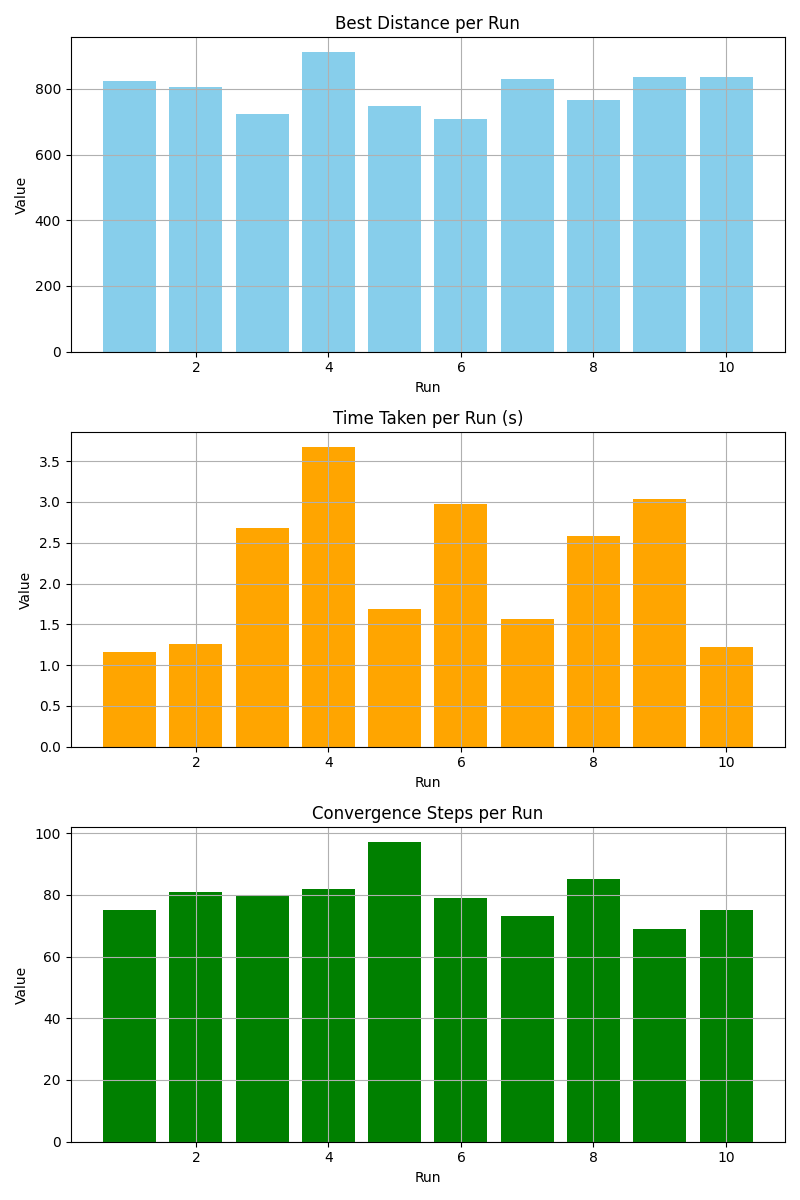 Best Distance per Run
800
600
400
200
0
Value
2 4 6 8 10
Run
Time Taken per Run (s)
3.5
3.0
2.5
2.0
1.5
1.0
0.5
0.0
Value
2 4 6 8 10
Run
Convergence Steps per Run
100
80
60
40
20
0
Value
2 4 6 8 10
Run